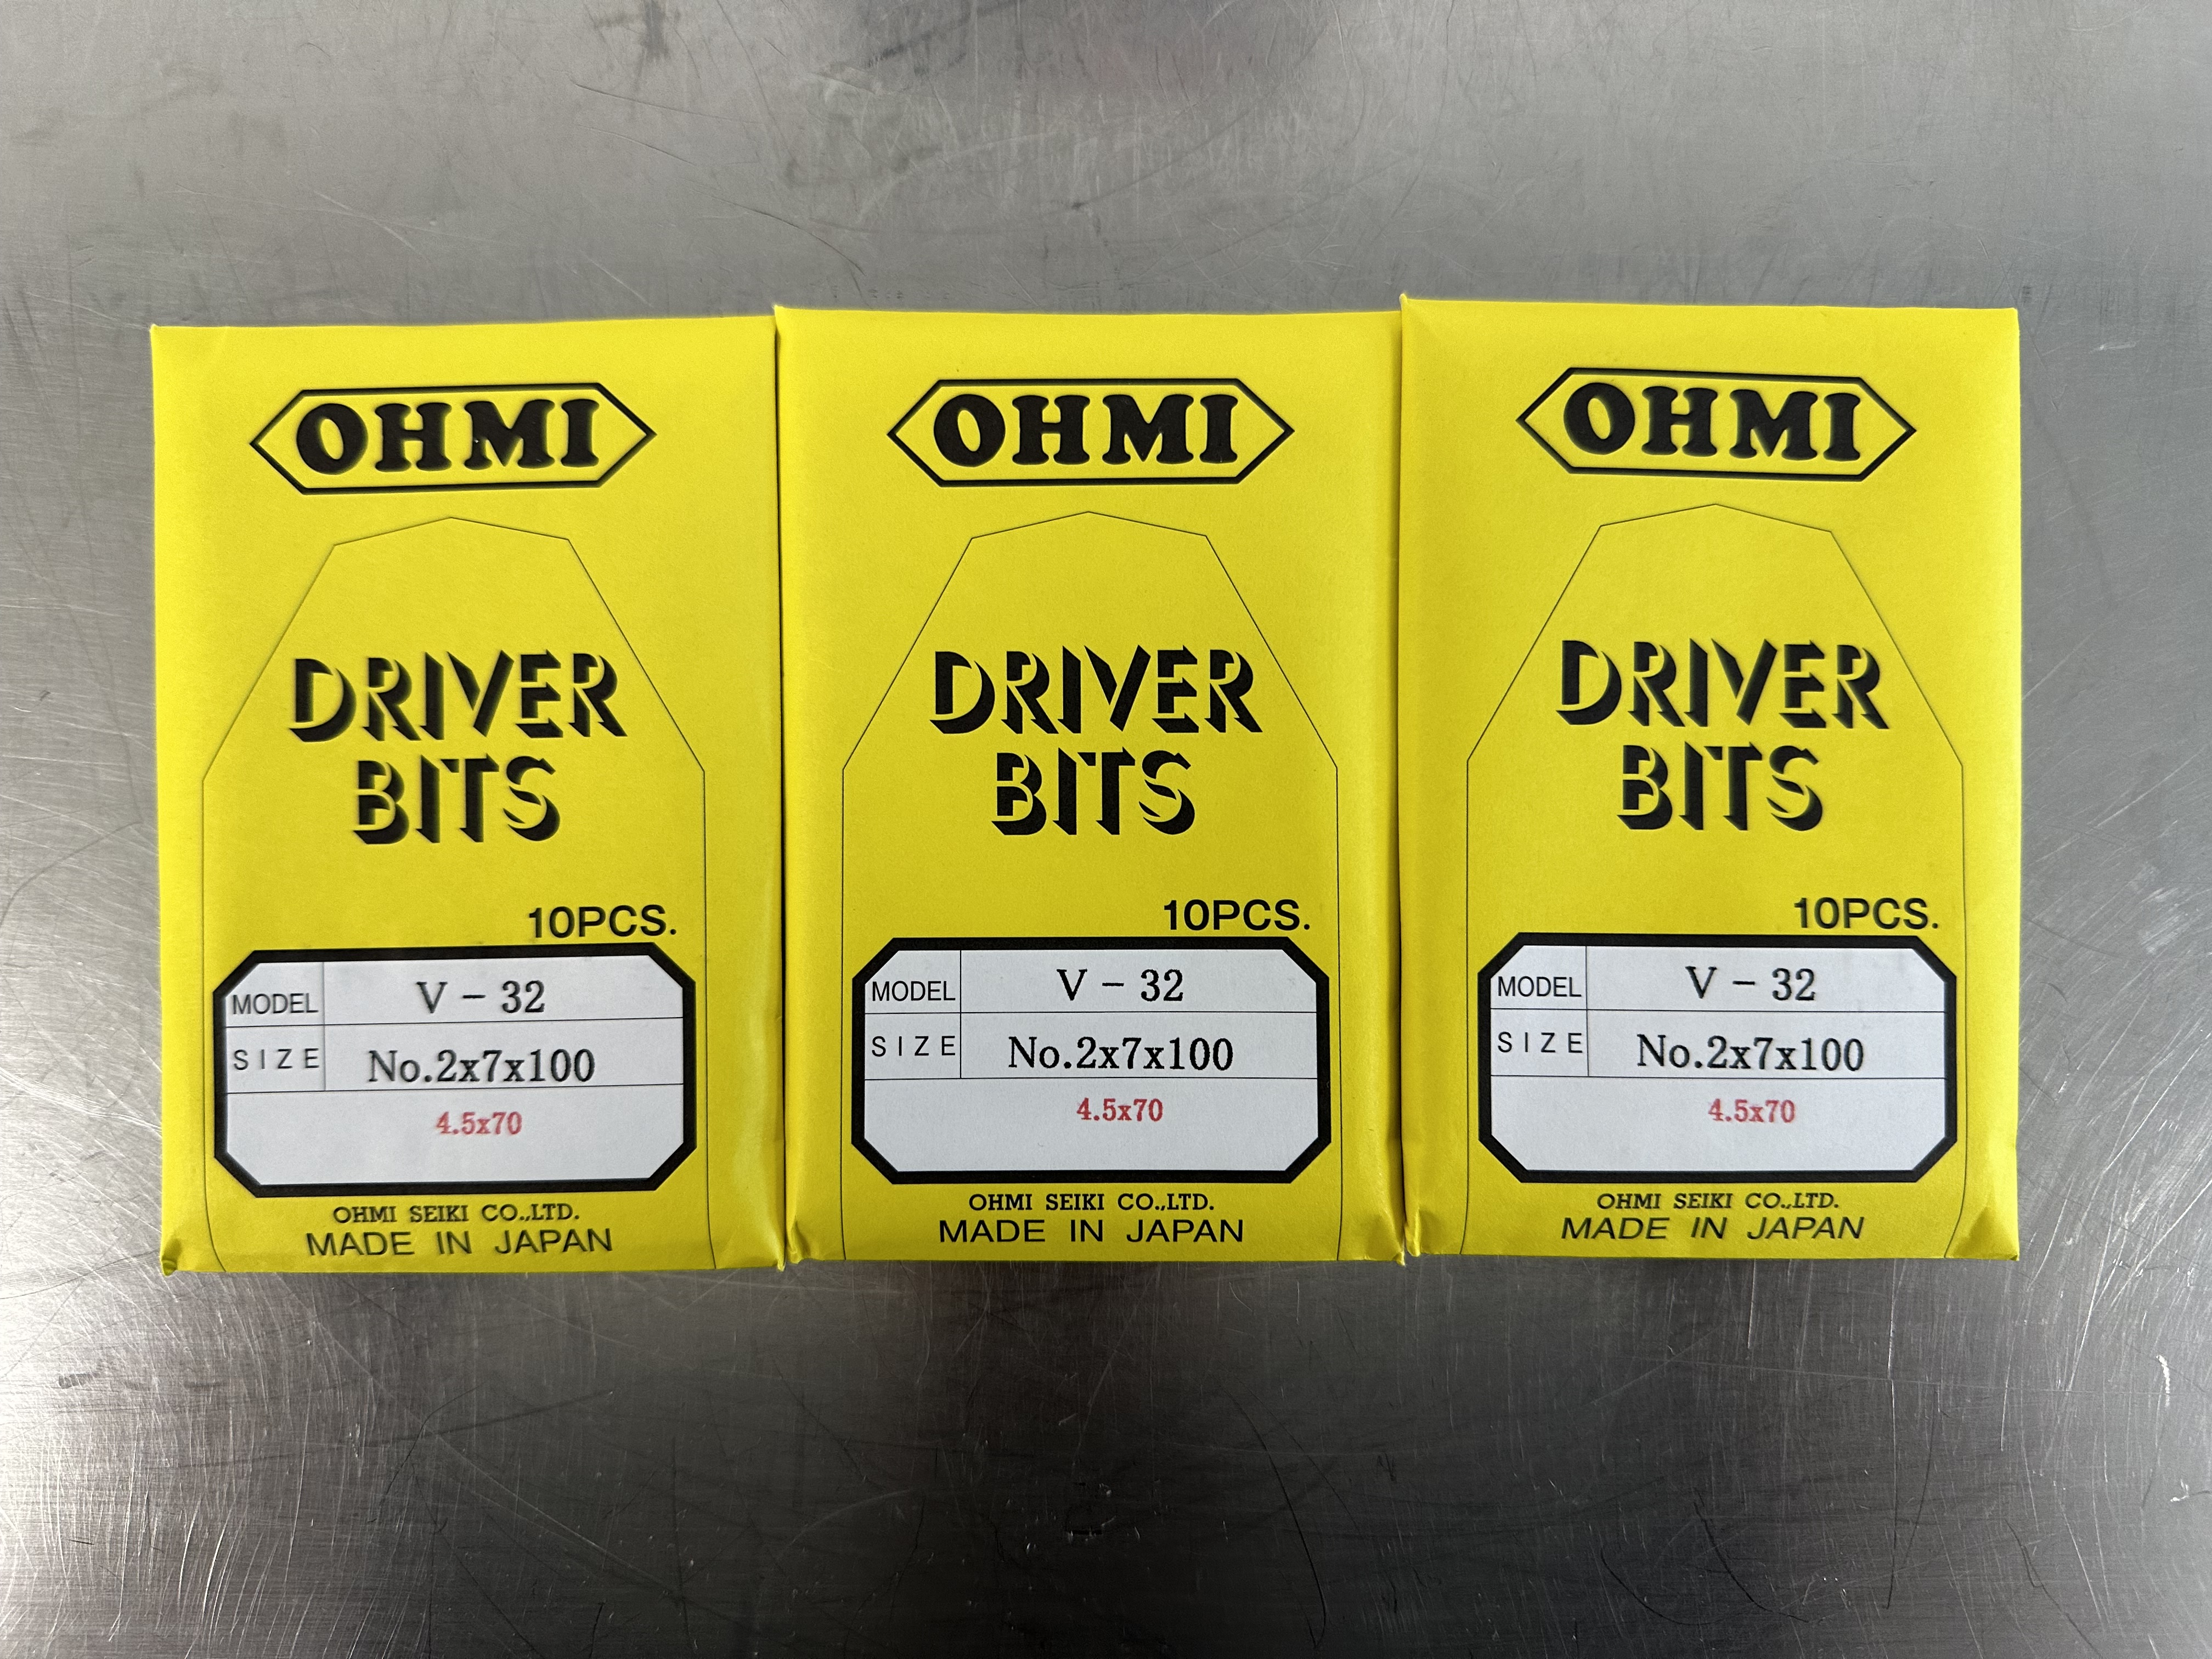 OHMI
DRIVER
BITS
10PCS.
MODEL V - 32
SIZE No.2x7x100
4.5x70
OHMI SEIKI CO.,LTD.
MADE IN JAPAN
OHMI
DRIVER
BITS
10PCS.
MODEL V - 32
SIZE No.2x7x100
4.5x70
OHMI SEIKI CO.,LTD.
MADE IN JAPAN
OHMI
DRIVER
BITS
10PCS.
MODEL V - 32
SIZE No.2x7x100
4.5x70
OHMI SEIKI CO.,LTD.
MADE IN JAPAN